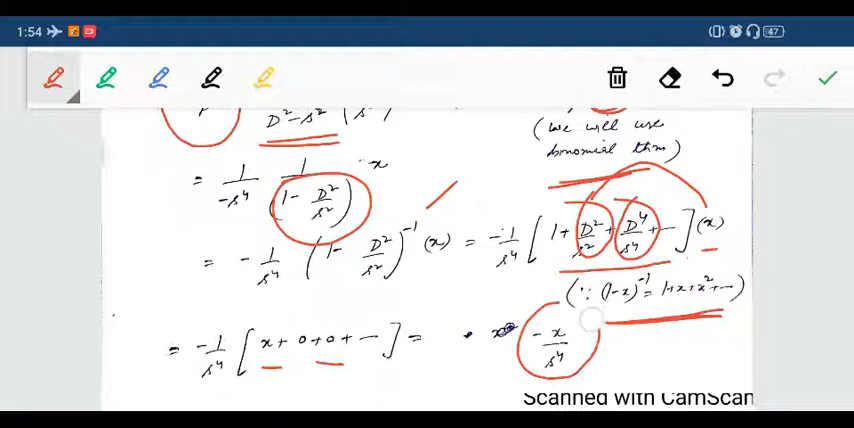 1:54 47
D²-s²
(we will use
binomial thm)
= 1/-s⁴ 1/(1 - D²/s²) x
= - 1/s⁴ (1 - D²/s²)⁻¹ (x) = -1/s⁴ [1 + D²/s² + D⁴/s⁴ + --] (x)
(∵ (1-x)⁻¹ = 1+x+x²+--)
= -1/s⁴ [x + 0 + 0 + --] = -x/s⁴
Scanned with CamScan